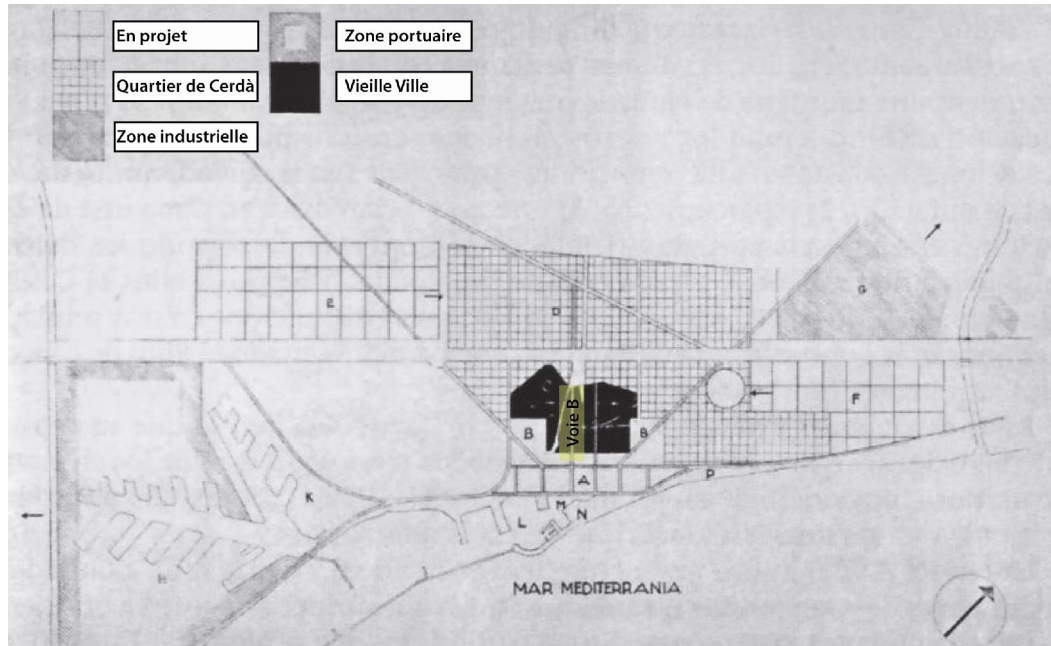 En projet
Zone portuaire
Quartier de Cerdà
Vieille Ville
Zone industrielle
G
E
D
F
Voie B
B
B
A
P
K
M
L
N
H
MAR MEDITERRANIA